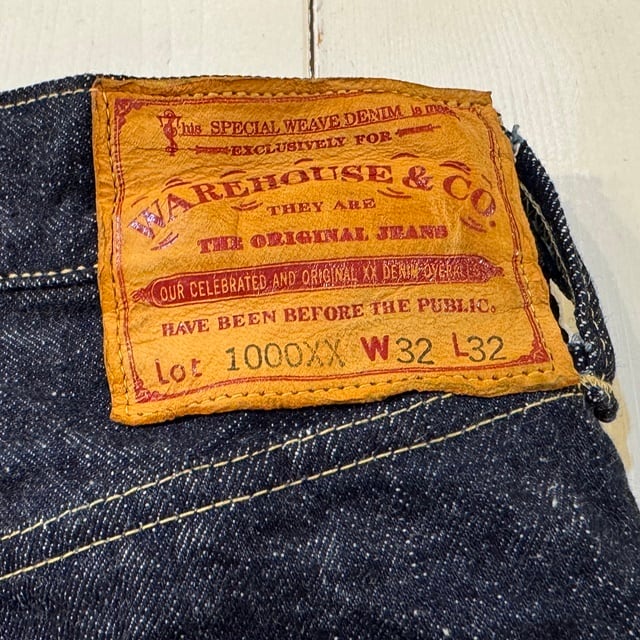 This SPECIAL WEAVE DENIM is made
EXCLUSIVELY FOR
WAREHOUSE & CO.
THEY ARE
THE ORIGINAL JEANS
OUR CELEBRATED AND ORIGINAL XX DENIM OVERALLS
HAVE BEEN BEFORE THE PUBLIC.
Lot 1000XX W32 L32